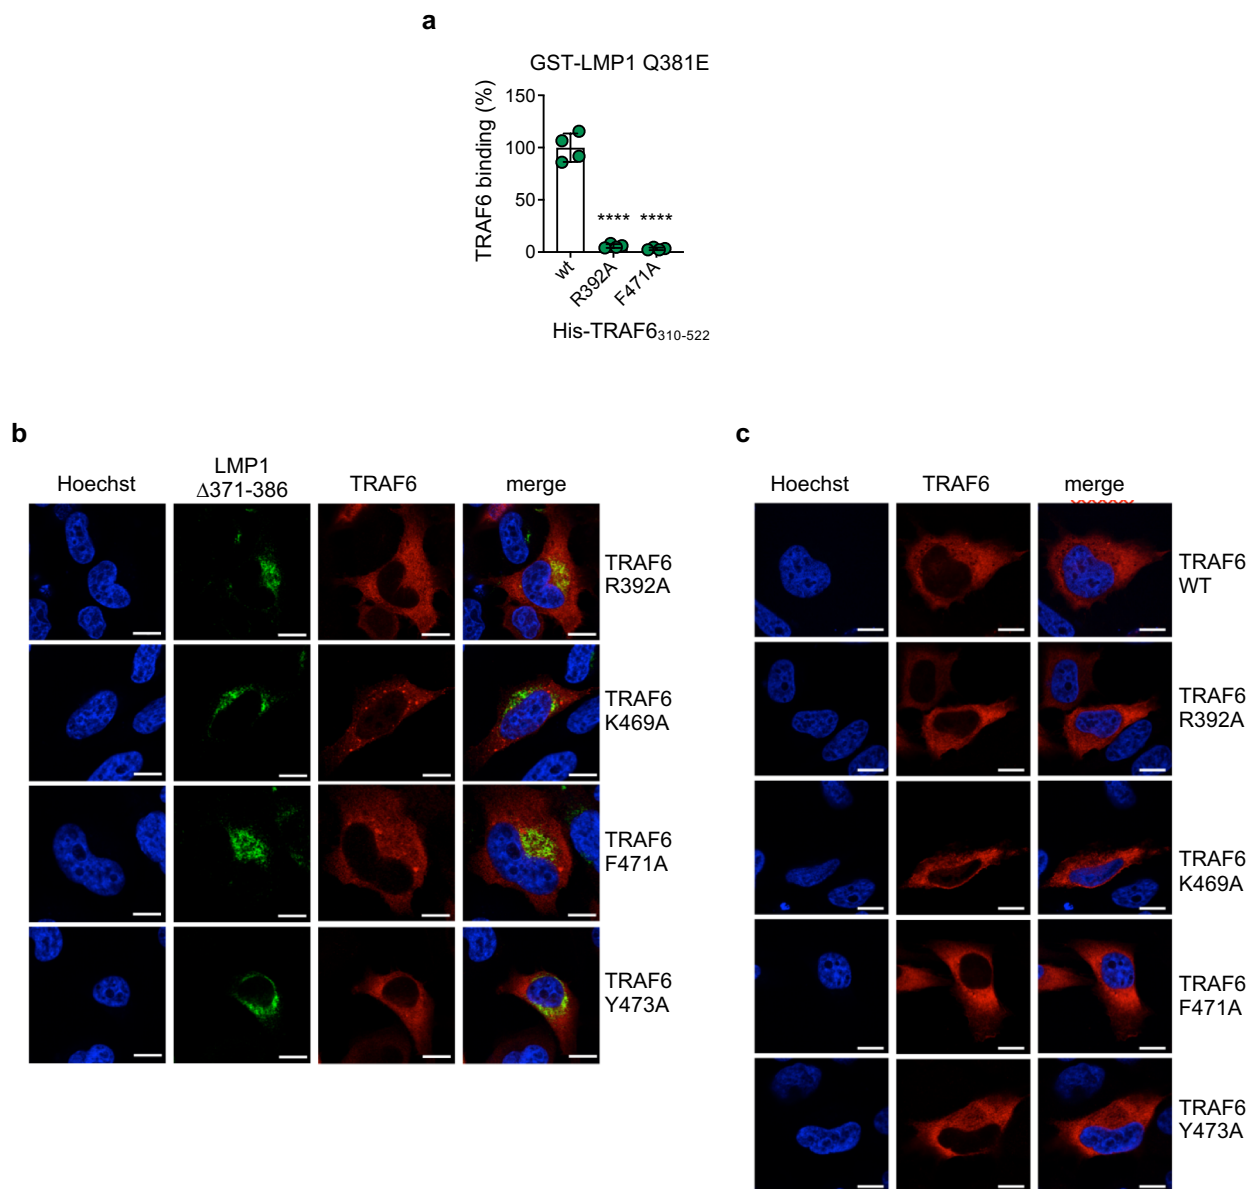 a
GST-LMP1 Q381E
TRAF6 binding (%)
150
100
50
0
****
****
wt
R392A
F471A
His-TRAF6310-522
b
Hoechst
LMP1
Δ371-386
TRAF6
merge
TRAF6
R392A
TRAF6
K469A
TRAF6
F471A
TRAF6
Y473A
c
Hoechst
TRAF6
merge
TRAF6
WT
TRAF6
R392A
TRAF6
K469A
TRAF6
F471A
TRAF6
Y473A